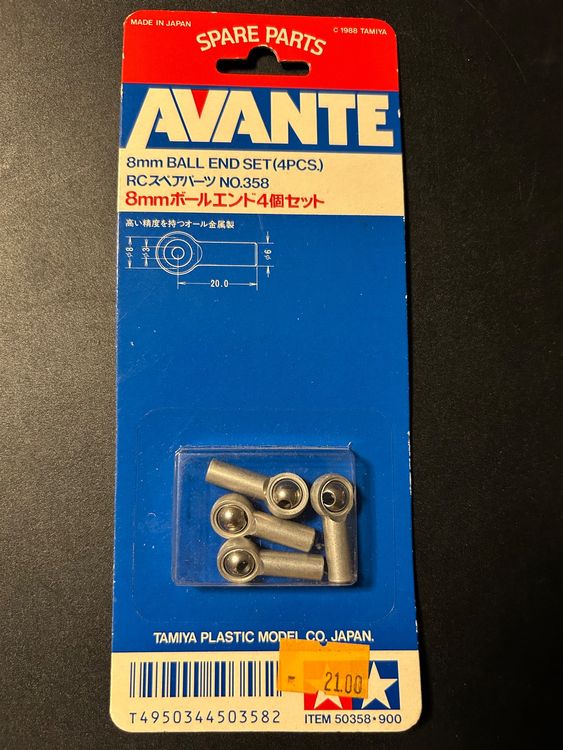 MADE IN JAPAN
© 1988 TAMIYA
SPARE PARTS
AVANTE
8mm BALL END SET(4PCS.)
RCスペアパーツ NO.358
8mmボールエンド4個セット
高い精度を持つオール金属製
φ8
φ3
φ6
20.0
TAMIYA PLASTIC MODEL CO. JAPAN.
21.00
T4950344503582
ITEM 50358★900